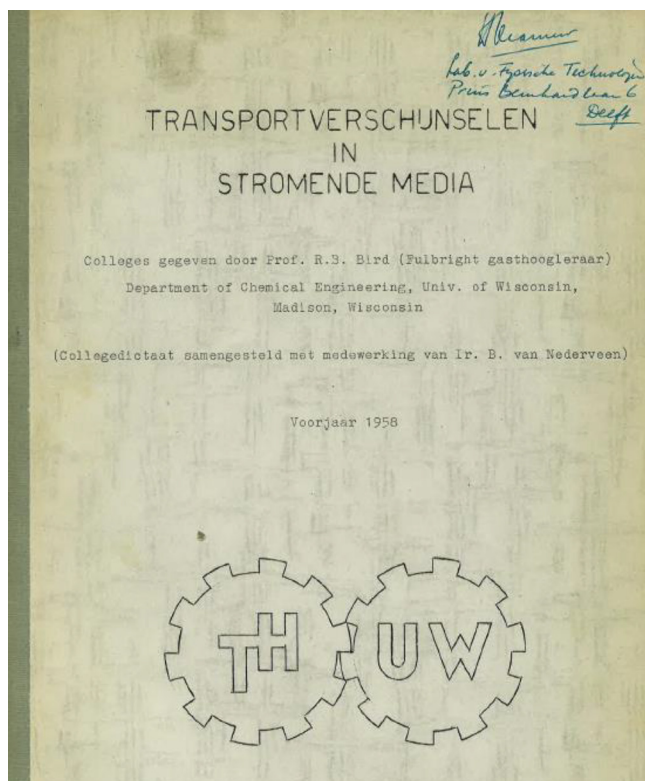 H Kramers
Lab. v. Fysische Technologie
Prins Bernhardlaan 6
Delft
TRANSPORTVERSCHIJNSELEN
IN
STROMENDE MEDIA
Colleges gegeven door Prof. R.B. Bird (Fulbright gasthoogleraar)
Department of Chemical Engineering, Univ. of Wisconsin,
Madison, Wisconsin
(Collegedictaat samengesteld met medewerking van Ir. B. van Nederveen)
Voorjaar 1958
TH UW